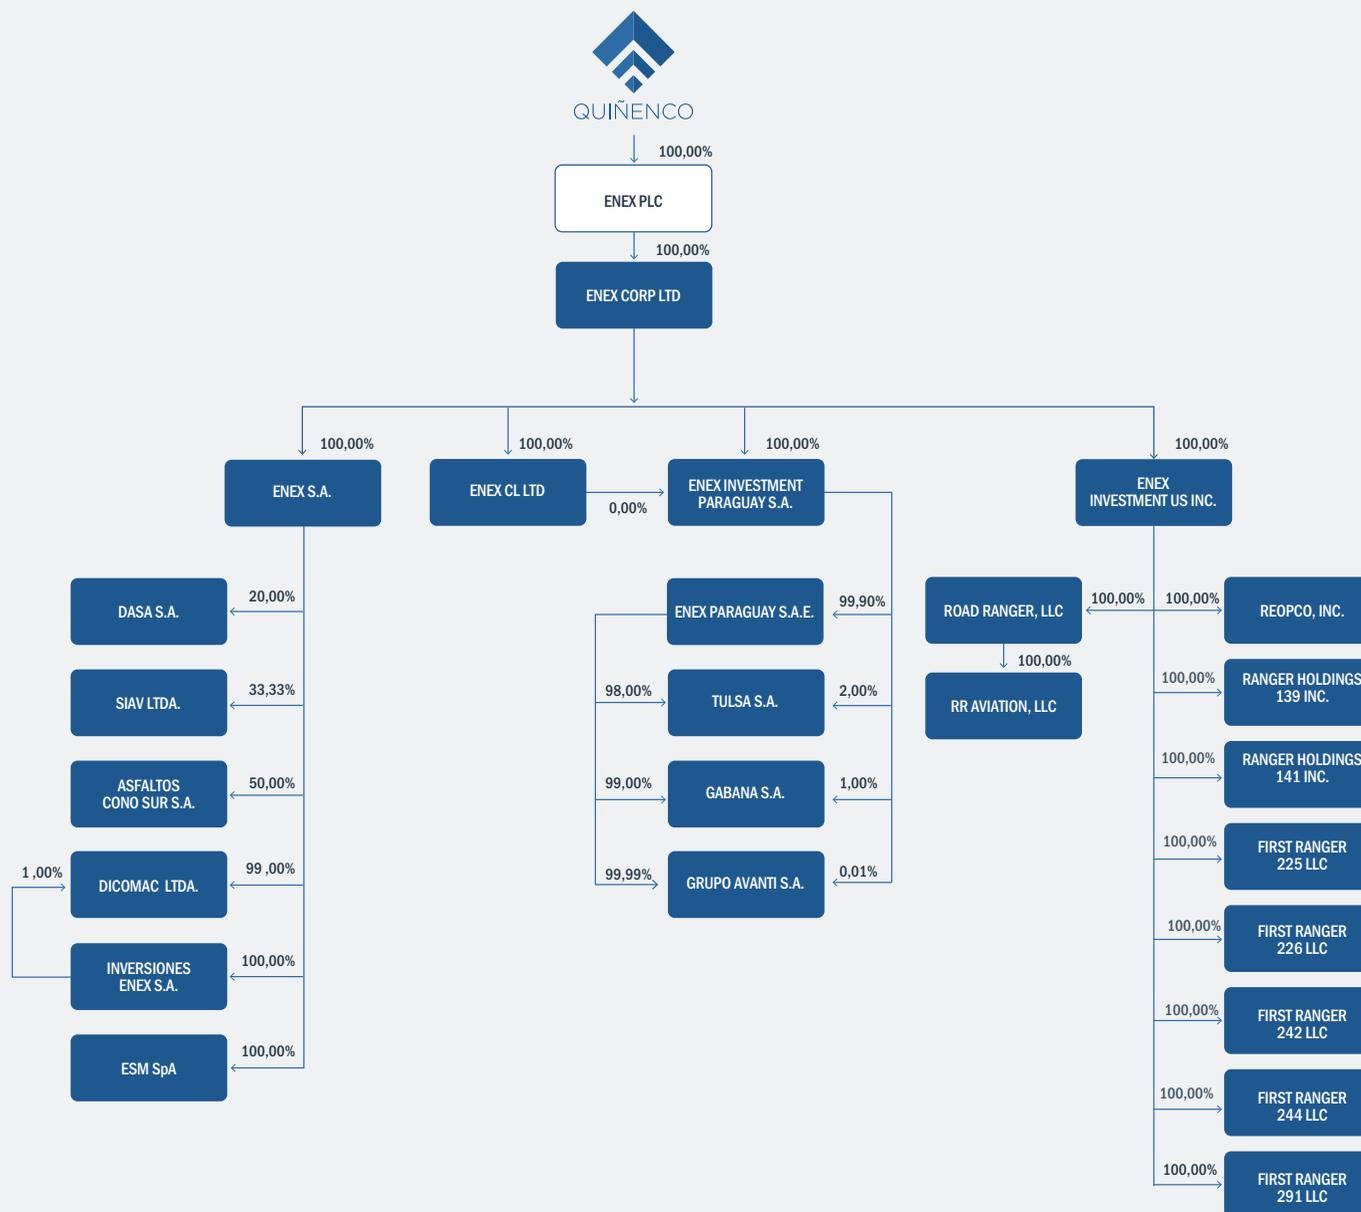 QUIÑENCO
100,00%
ENEX PLC
100,00%
ENEX CORP LTD
100,00%
100,00%
100,00%
100,00%
ENEX S.A.
ENEX CL LTD
0,00%
ENEX INVESTMENT
PARAGUAY S.A.
ENEX
INVESTMENT US INC.
20,00%
DASA S.A.
33,33%
SIAV LTDA.
50,00%
ASFALTOS
CONO SUR S.A.
1 ,00%
99 ,00%
DICOMAC  LTDA.
100,00%
INVERSIONES
ENEX S.A.
100,00%
ESM SpA
99,90%
ENEX PARAGUAY S.A.E.
98,00%
TULSA S.A.
2,00%
99,00%
GABANA S.A.
1,00%
99,99%
GRUPO AVANTI S.A.
0,01%
ROAD RANGER, LLC
100,00%
100,00%
REOPCO, INC.
100,00%
RR AVIATION, LLC
100,00%
RANGER HOLDINGS
139 INC.
100,00%
RANGER HOLDINGS
141 INC.
100,00%
FIRST RANGER
225 LLC
100,00%
FIRST RANGER
226 LLC
100,00%
FIRST RANGER
242 LLC
100,00%
FIRST RANGER
244 LLC
100,00%
FIRST RANGER
291 LLC